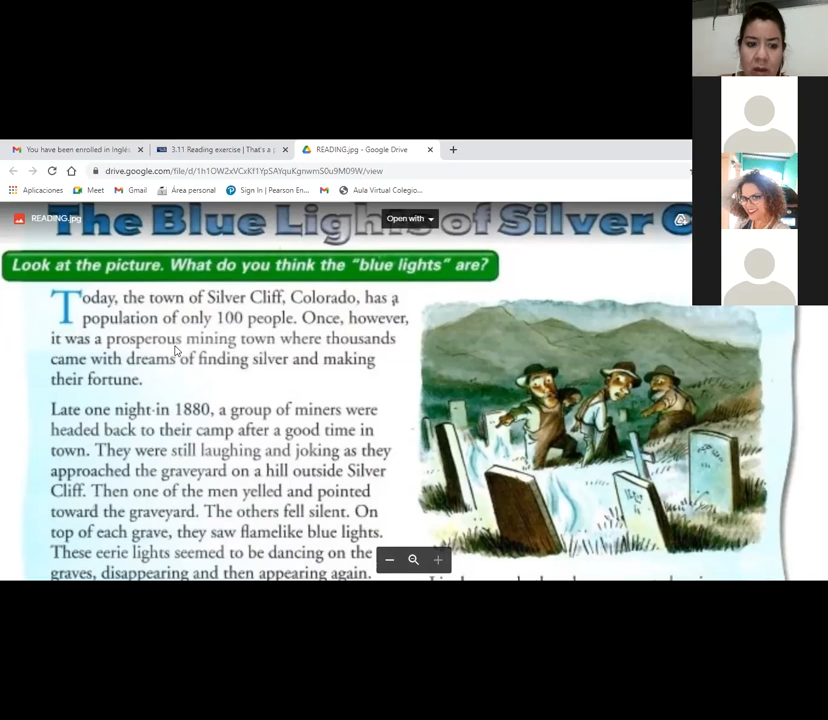 You have been enrolled in Inglés
3.11 Reading exercise | That's a p
READING.jpg - Google Drive
drive.google.com/file/d/1h1OW2xVCxKf1YpSAYquKgnwmS0u9M09W/view
Aplicaciones
Meet
Gmail
Área personal
Sign In | Pearson En...
Aula Virtual Colegio...
READING.jpg
Open with
The Blue Lights of Silver
Look at the picture. What do you think the "blue lights" are?
Today, the town of Silver Cliff, Colorado, has a
population of only 100 people. Once, however,
it was a prosperous mining town where thousands
came with dreams of finding silver and making
their fortune.
Late one night in 1880, a group of miners were
headed back to their camp after a good time in
town. They were still laughing and joking as they
approached the graveyard on a hill outside Silver
Cliff. Then one of the men yelled and pointed
toward the graveyard. The others fell silent. On
top of each grave, they saw flamelike blue lights.
These eerie lights seemed to be dancing on the
graves, disappearing and then appearing again.